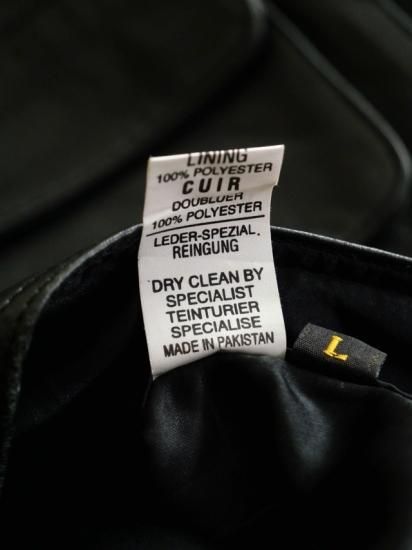 LINING
100% POLYESTER
CUIR
DOUBLUER
100% POLYESTER
LEDER-SPEZIAL.
REINGUNG
DRY CLEAN BY
SPECIALIST
TEINTURIER
SPECIALISE
MADE IN PAKISTAN
L